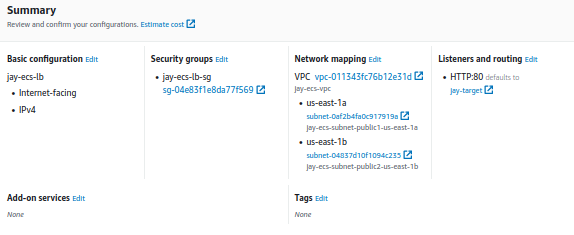 Summary
Review and confirm your configurations. Estimate cost
Basic configuration Edit
jay-ecs-lb
• Internet-facing
• IPv4
Security groups Edit
• jay-ecs-lb-sg
sg-04e83f1e8da77f569
Network mapping Edit
VPC vpc-011343fc76b12e31d
jay-ecs-vpc
• us-east-1a
subnet-0af2b4fa0c917919a
jay-ecs-subnet-public1-us-east-1a
• us-east-1b
subnet-04837d10f1094c235
jay-ecs-subnet-public2-us-east-1b
Listeners and routing Edit
• HTTP:80 defaults to
jay-target
Add-on services Edit
None
Tags Edit
None